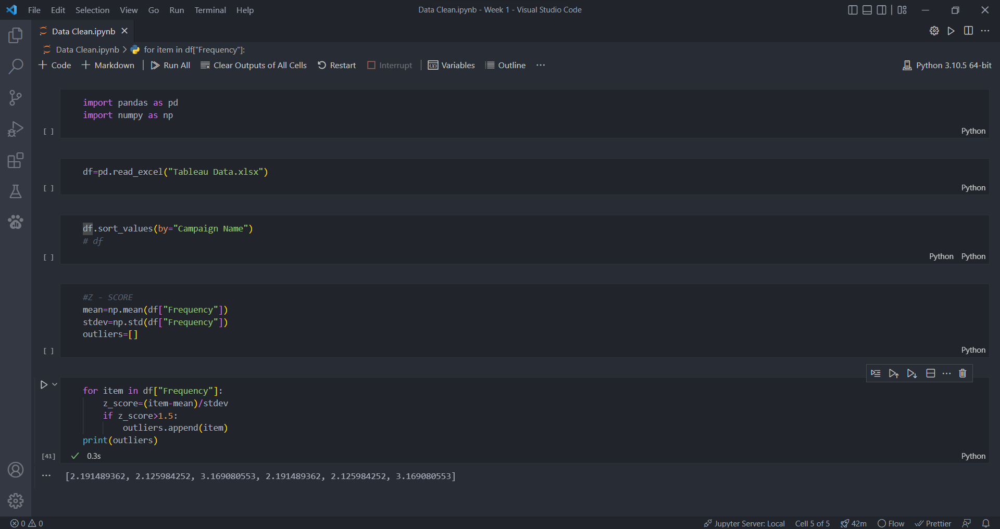 File Edit Selection View Go Run Terminal Help
Data Clean.ipynb - Week 1 - Visual Studio Code
Data Clean.ipynb
Data Clean.ipynb > for item in df["Frequency"]:
+ Code + Markdown | Run All Clear Outputs of All Cells Restart Interrupt | Variables Outline ...
Python 3.10.5 64-bit
import pandas as pd
import numpy as np
[ ]
Python
df=pd.read_excel("Tableau Data.xlsx")
[ ]
Python
df.sort_values(by="Campaign Name")
# df
[ ]
Python Python
#Z - SCORE
mean=np.mean(df["Frequency"])
stdev=np.std(df["Frequency"])
outliers=[]
[ ]
Python
for item in df["Frequency"]:
    z_score=(item-mean)/stdev
    if z_score>1.5:
        outliers.append(item)
print(outliers)
[41] 0.3s
Python
[2.191489362, 2.125984252, 3.169080553, 2.191489362, 2.125984252, 3.169080553]
0 0
Jupyter Server: Local Cell 5 of 5 42m Flow Prettier